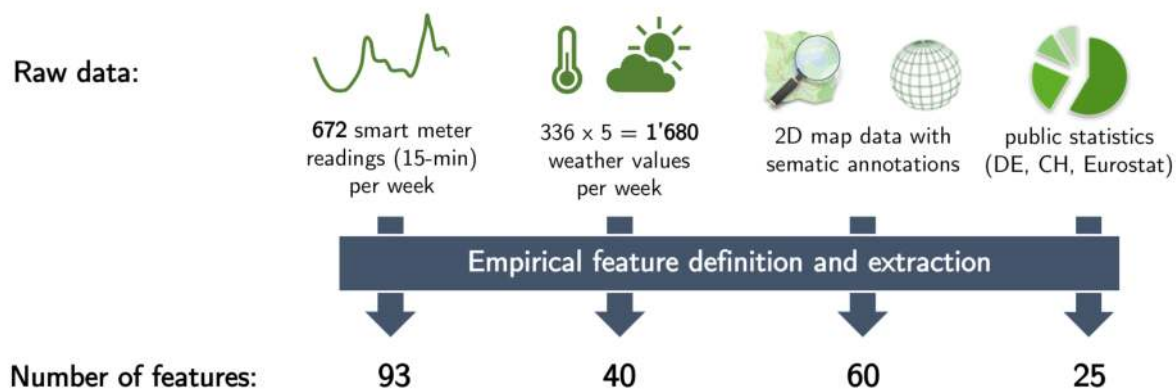 Raw data:
672 smart meter
readings (15-min)
per week
336 x 5 = 1'680
weather values
per week
2D map data with
sematic annotations
public statistics
(DE, CH, Eurostat)
Empirical feature definition and extraction
Number of features: 93 40 60 25